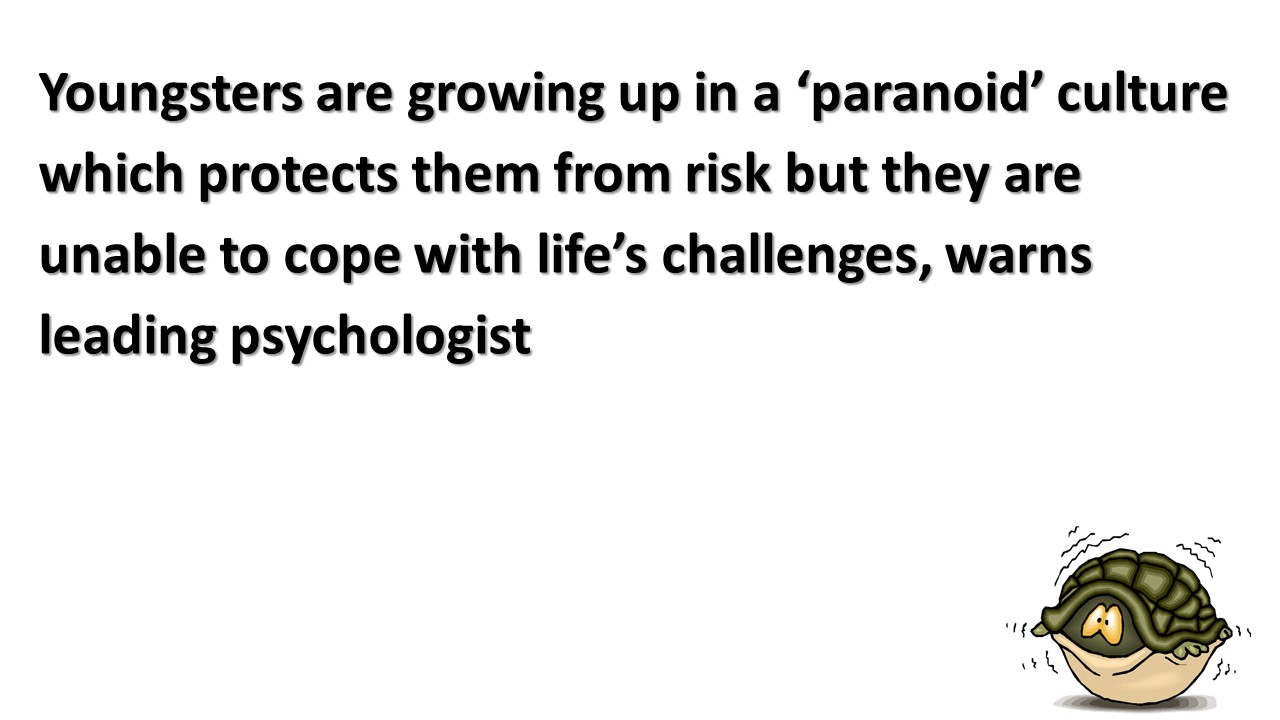 Youngsters are growing up in a ‘paranoid’ culture
which protects them from risk but they are
unable to cope with life’s challenges, warns
leading psychologist